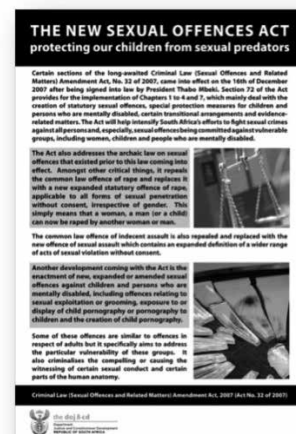 THE NEW SEXUAL OFFENCES ACT
protecting our children from sexual predators
Certain sections of the long-awaited Criminal Law (Sexual Offences and Related
Matters) Amendment Act, No. 32 of 2007, came into effect on the 16th of December
2007 after being signed into law by President Thabo Mbeki. Section 72 of the Act
provides for the implementation of Chapters 1 to 4 and 7, which mainly deal with the
creation of statutory sexual offences, special protection measures for children and
persons who are mentally disabled, certain transitional arrangements and evidence-
related matters. The Act will help intensify South Africa's efforts to fight sexual crimes
against all persons and, especially, sexual offences being committed against vulnerable
groups, including women, children and people who are mentally disabled.
The Act also addresses the archaic law on sexual
offences that existed prior to this law coming into
effect. Amongst other critical things, it repeals
the common law offence of rape and replaces it
with a new expanded statutory offence of rape,
applicable to all forms of sexual penetration
without consent, irrespective of gender. This
simply means that a woman, a man (or a child)
can now be raped by another woman or man.
The common law offence of indecent assault is also repealed and replaced with the
new offence of sexual assault which contains an expanded definition of a wider range
of acts of sexual violation without consent.
Another development coming with the Act is the
enactment of new, expanded or amended sexual
offences against children and persons who are
mentally disabled, including offences relating to
sexual exploitation or grooming, exposure to or
display of child pornography or pornography to
children and the creation of child pornography.
Some of these offences are similar to offences in
respect of adults but it specifically aims to address
the particular vulnerability of these groups. It
also criminalises the compelling or causing the
witnessing of certain sexual conduct and certain
parts of the human anatomy.
Criminal Law (Sexual Offences and Related Matters) Amendment Act, 2007 (Act No. 32 of 2007)
the doj & cd
Department:
Justice and Constitutional Development
REPUBLIC OF SOUTH AFRICA